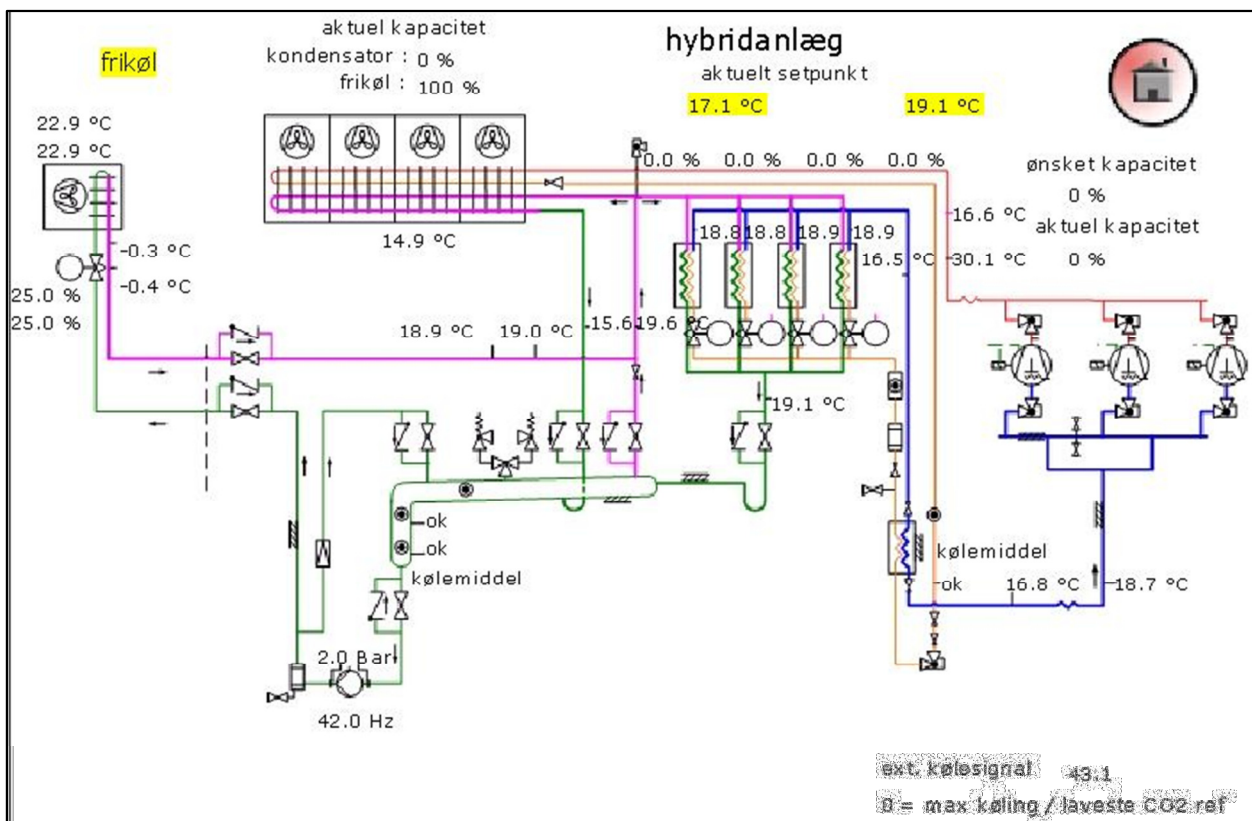 aktuel kapacitet
kondensator : 0 %
frikøl : 100 %
frikøl
hybridanlæg
aktuelt setpunkt
17.1 °C
19.1 °C
22.9 °C
22.9 °C
0.0 %
0.0 %
0.0 %
0.0 %
ønsket kapacitet
0 %
aktuel kapacitet
0 %
14.9 °C
18.8
18.8
18.9
18.9
16.6 °C
16.5 °C
30.1 °C
-0.3 °C
-0.4 °C
25.0 %
25.0 %
18.9 °C
19.0 °C
15.6
19.6 °C
19.1 °C
ok
ok
kølemiddel
kølemiddel
ok
16.8 °C
18.7 °C
2.0 Bar
42.0 Hz
ext. kølesignal 43.1
0 = max køling / laveste CO2 ref